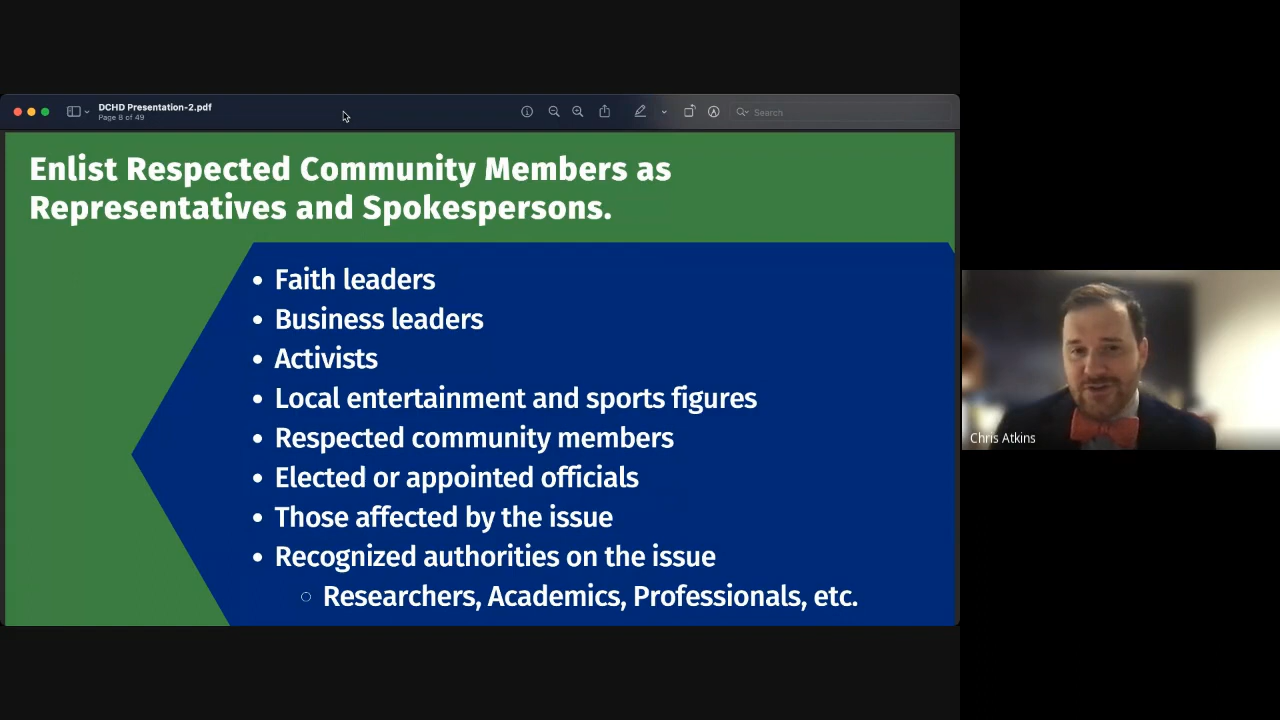 DCHD Presentation-2.pdf
Page 8 of 49
Search
Enlist Respected Community Members as
Representatives and Spokespersons.
• Faith leaders
• Business leaders
• Activists
• Local entertainment and sports figures
• Respected community members
• Elected or appointed officials
• Those affected by the issue
• Recognized authorities on the issue
○ Researchers, Academics, Professionals, etc.
Chris Atkins